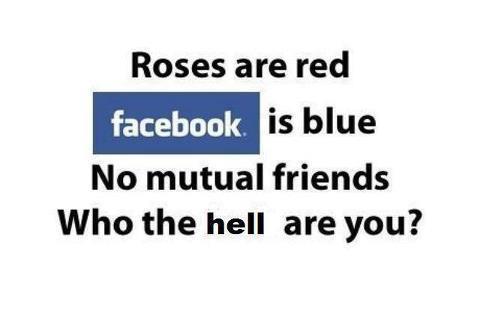 Roses are red
facebook. is blue
No mutual friends
Who the hell are you?